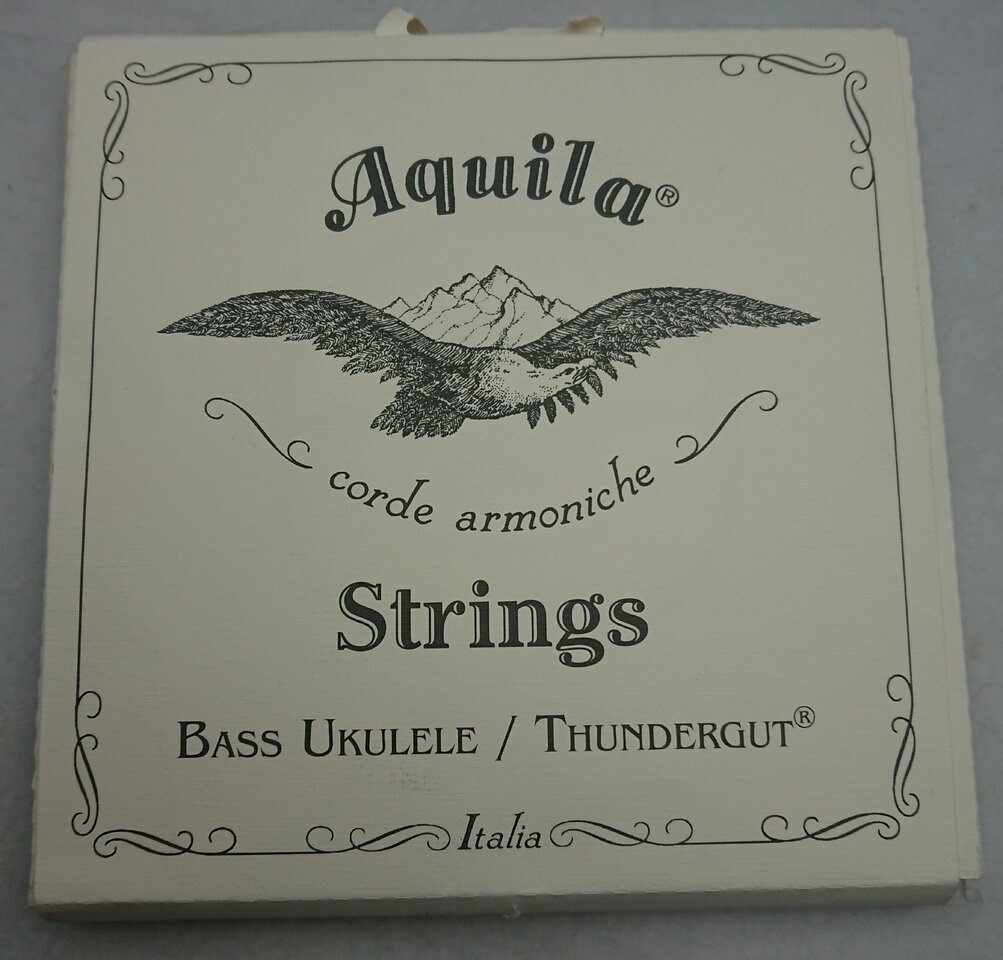 Aquila®
corde armoniche
Strings
BASS UKULELE / THUNDERGUT®
Italia